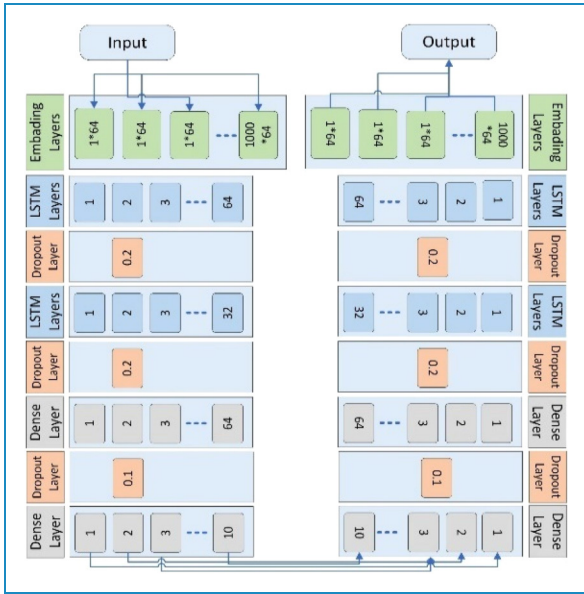 Input
Output
Embading
Layers
1*64
1*64
1*64
1000
*64
1*64
1*64
1*64
1000
*64
Embading
Layers
LSTM
Layers
1
2
3
64
64
3
2
1
LSTM
Layers
Dropout
Layer
0.2
0.2
Dropout
Layer
LSTM
Layers
1
2
3
32
32
3
2
1
LSTM
Layers
Dropout
Layer
0.2
0.2
Dropout
Layer
Dense
Layer
1
2
3
64
64
3
2
1
Dense
Layer
Dropout
Layer
0.1
0.1
Dropout
Layer
Dense
Layer
1
2
3
10
10
3
2
1
Dense
Layer